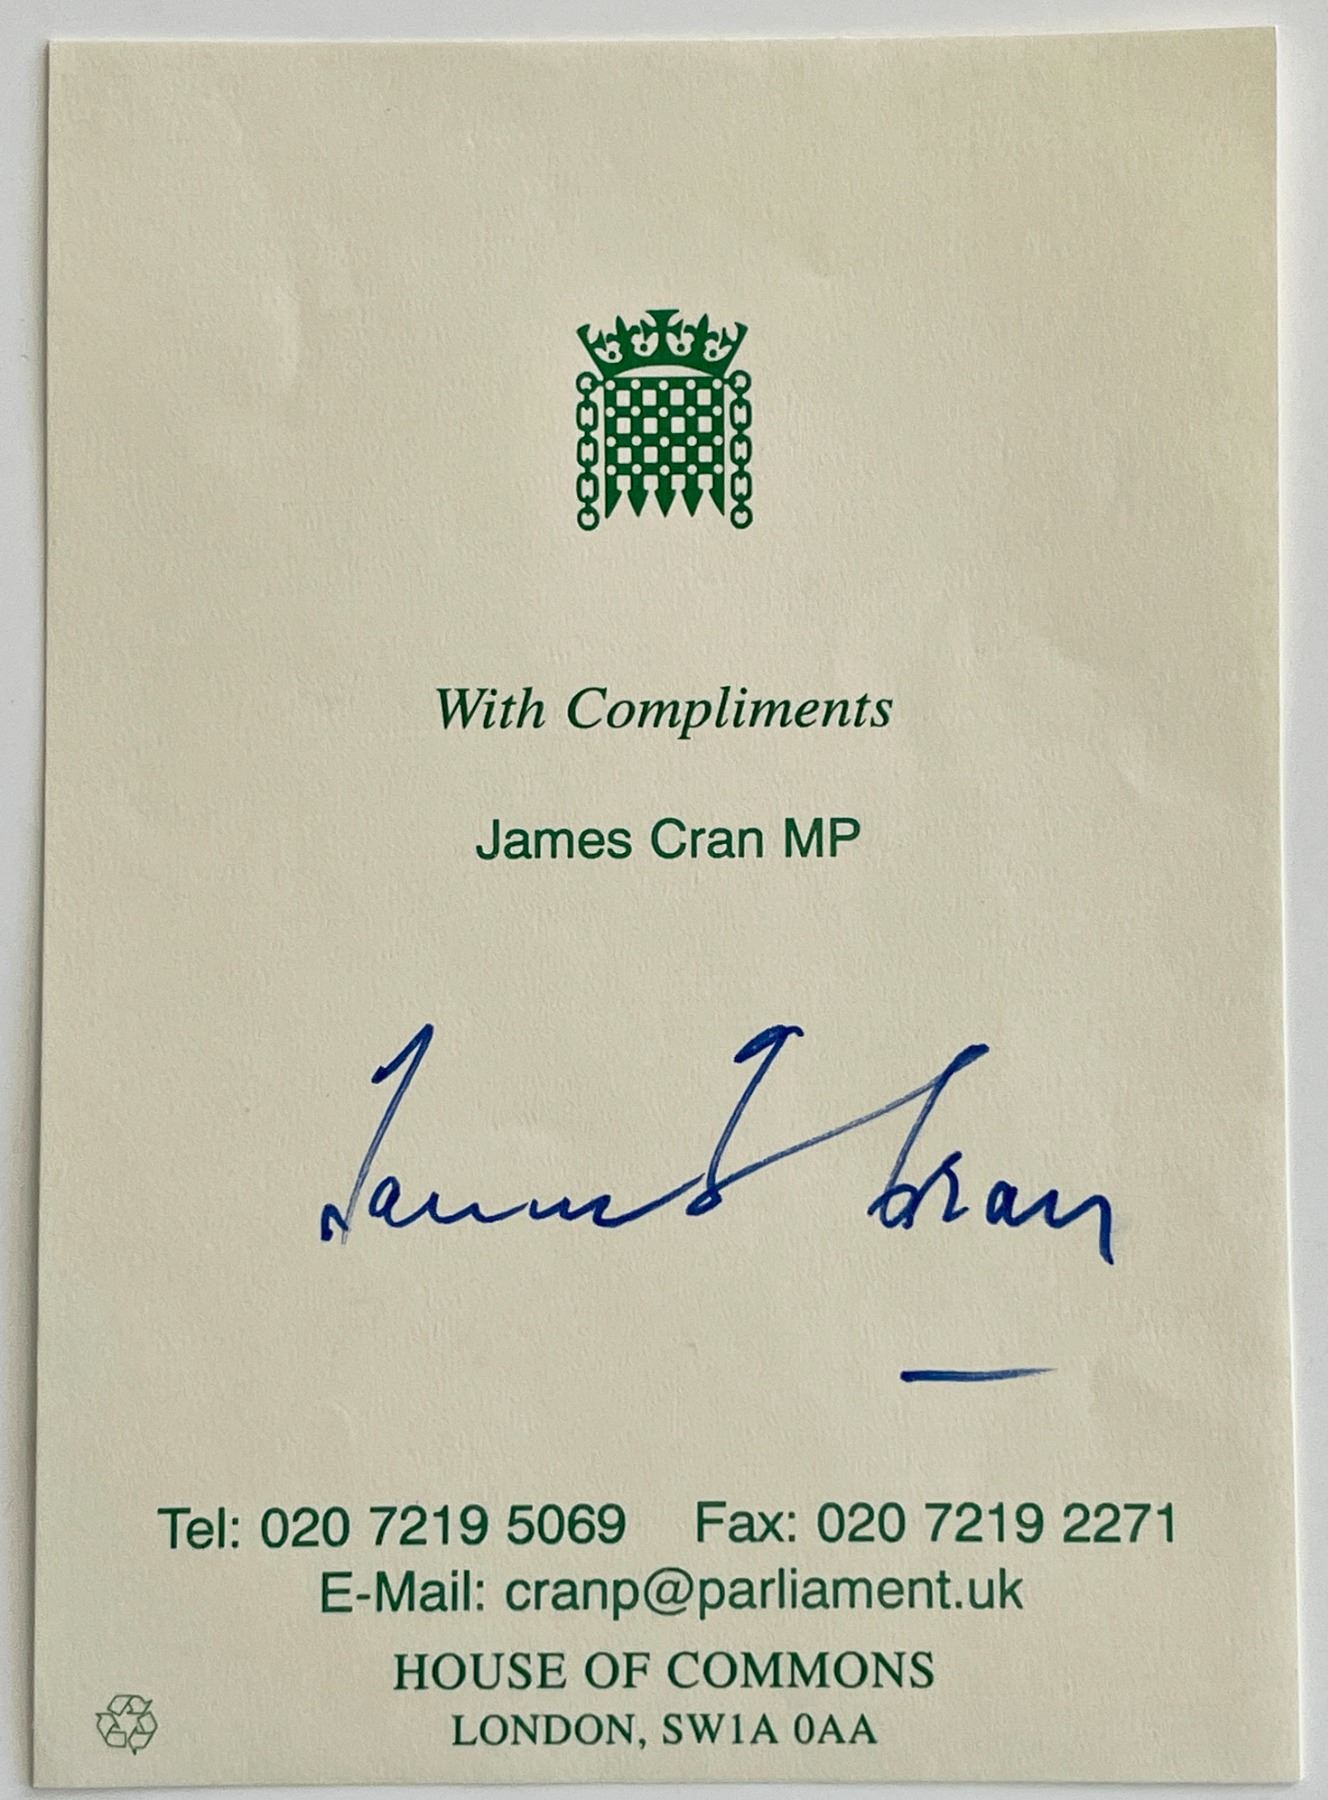 With Compliments
James Cran MP
James Cran
Tel: 020 7219 5069 Fax: 020 7219 2271
E-Mail: cranp@parliament.uk
HOUSE OF COMMONS
LONDON, SW1A 0AA